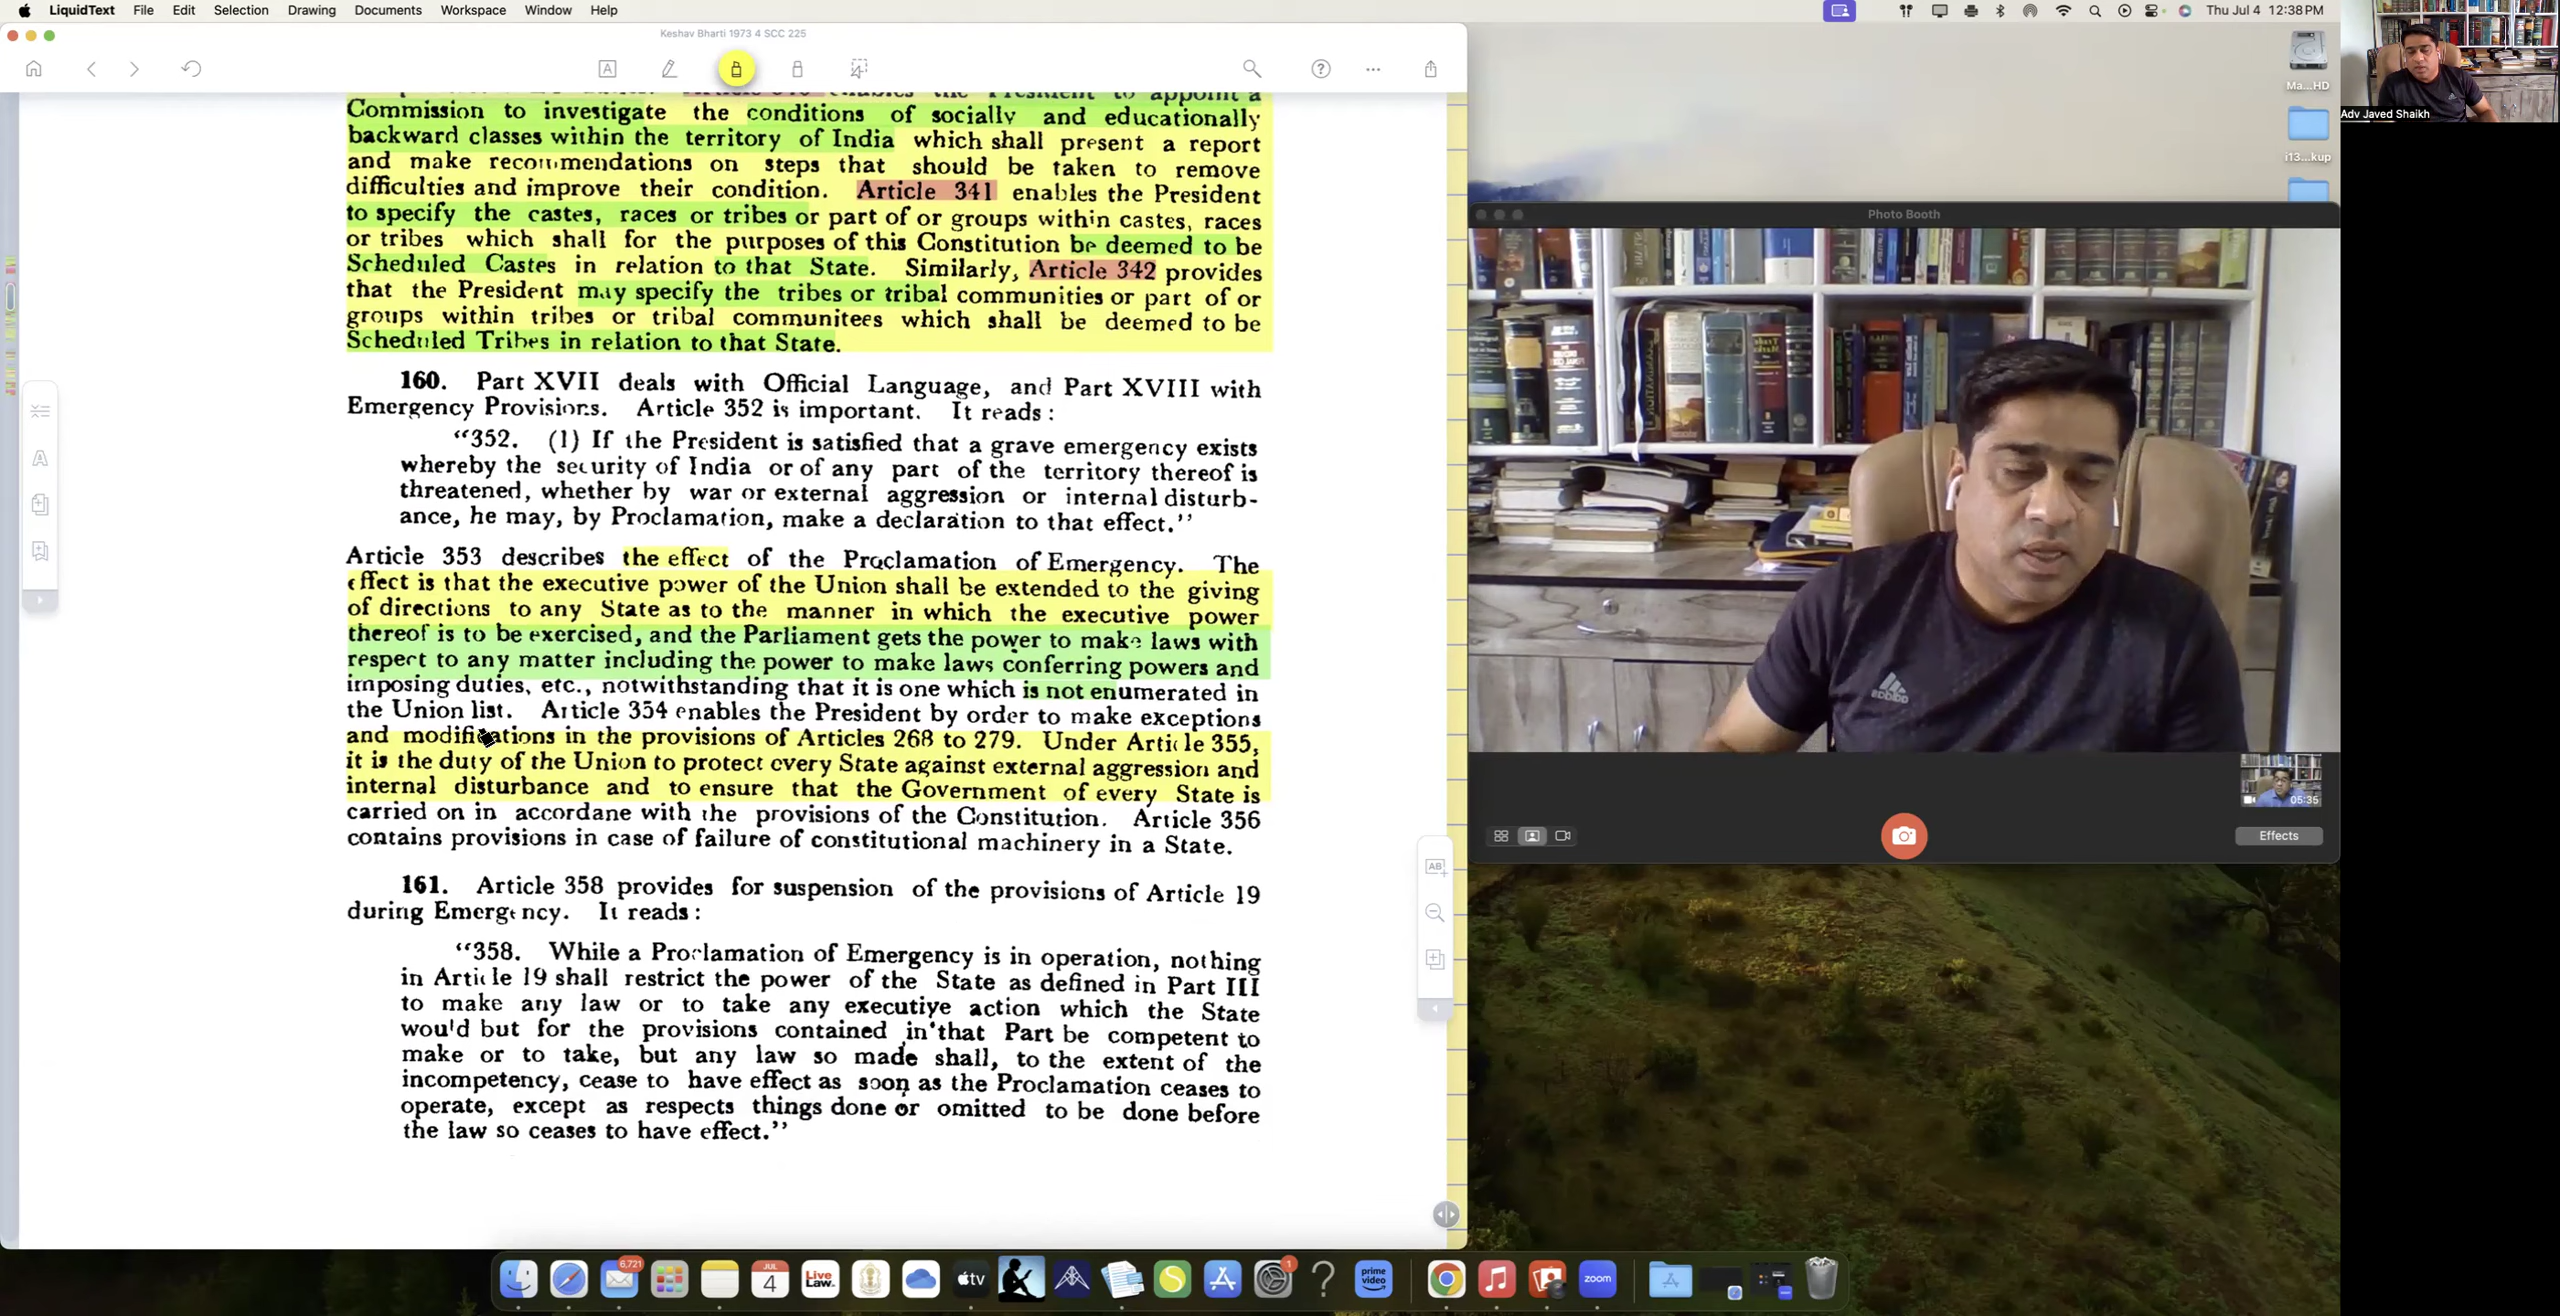 LiquidText File Edit Selection Drawing Documents Workspace Window Help
Thu Jul 4 12:38 PM
Keshav Bharti 1973 4 SCC 225
Commission to investigate the conditions of socially and educationally
backward classes within the territory of India which shall present a report
and make recommendations on steps that should be taken to remove
difficulties and improve their condition. Article 341 enables the President
to specify the castes, races or tribes or part of or groups within castes, races
or tribes which shall for the purposes of this Constitution be deemed to be
Scheduled Castes in relation to that State. Similarly, Article 342 provides
that the President may specify the tribes or tribal communities or part of or
groups within tribes or tribal communitees which shall be deemed to be
Scheduled Tribes in relation to that State.
160. Part XVII deals with Official Language, and Part XVIII with
Emergency Provisions. Article 352 is important. It reads :
“352. (1) If the President is satisfied that a grave emergency exists
whereby the security of India or of any part of the territory thereof is
threatened, whether by war or external aggression or internal disturb-
ance, he may, by Proclamation, make a declaration to that effect.”
Article 353 describes the effect of the Proclamation of Emergency. The
effect is that the executive power of the Union shall be extended to the giving
of directions to any State as to the manner in which the executive power
thereof is to be exercised, and the Parliament gets the power to make laws with
respect to any matter including the power to make laws conferring powers and
imposing duties, etc., notwithstanding that it is one which is not enumerated in
the Union list. Article 354 enables the President by order to make exceptions
and modifications in the provisions of Articles 268 to 279. Under Article 355,
it is the duty of the Union to protect every State against external aggression and
internal disturbance and to ensure that the Government of every State is
carried on in accordane with the provisions of the Constitution. Article 356
contains provisions in case of failure of constitutional machinery in a State.
161. Article 358 provides for suspension of the provisions of Article 19
during Emergency. It reads :
“358. While a Proclamation of Emergency is in operation, nothing
in Article 19 shall restrict the power of the State as defined in Part III
to make any law or to take any executive action which the State
would but for the provisions contained in that Part be competent to
make or to take, but any law so made shall, to the extent of the
incompetency, cease to have effect as soon as the Proclamation ceases to
operate, except as respects things done or omitted to be done before
the law so ceases to have effect.”
Ma...HD
i13...kup
Adv Javed Shaikh
Photo Booth
adidas
05:35
Effects
6,721
JUL
4
Live
Law.
tv
prime
video
zoom
1